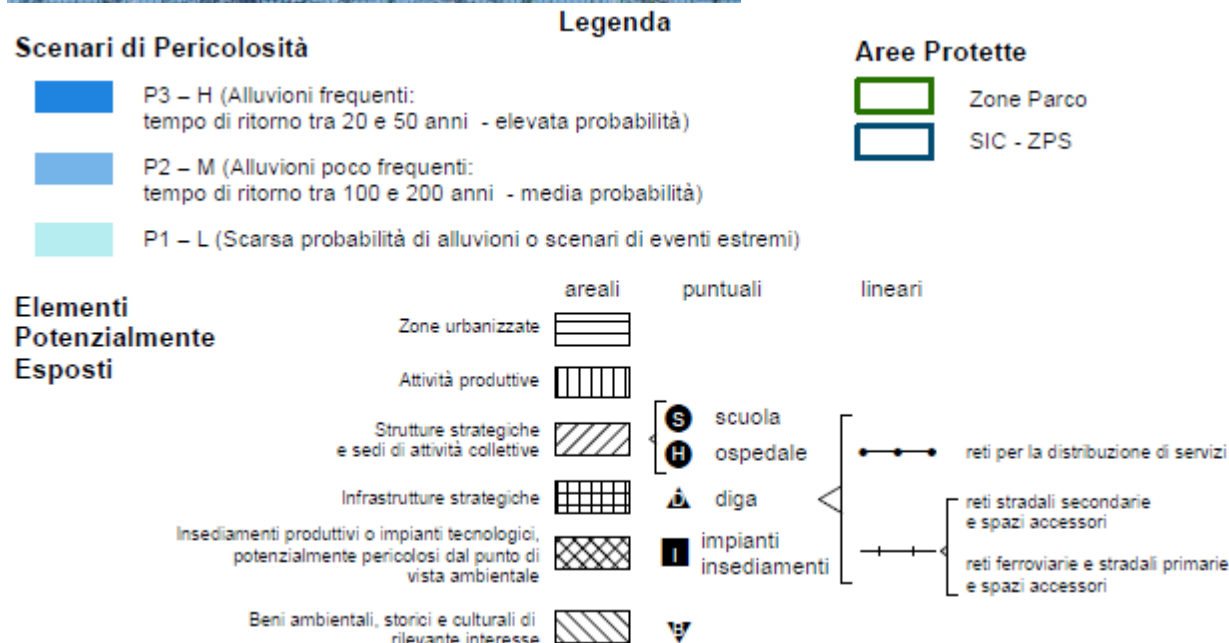 Legenda
Scenari di Pericolosità
P3 – H (Alluvioni frequenti:
tempo di ritorno tra 20 e 50 anni - elevata probabilità)
P2 – M (Alluvioni poco frequenti:
tempo di ritorno tra 100 e 200 anni - media probabilità)
P1 – L (Scarsa probabilità di alluvioni o scenari di eventi estremi)
Aree Protette
Zone Parco
SIC - ZPS
Elementi
Potenzialmente
Esposti
areali puntuali lineari
Zone urbanizzate
Attività produttive
Strutture strategiche
e sedi di attività collettive
S scuola
H ospedale
reti per la distribuzione di servizi
Infrastrutture strategiche
D diga
reti stradali secondarie
e spazi accessori
Insediamenti produttivi o impianti tecnologici,
potenzialmente pericolosi dal punto di
vista ambientale
I impianti
insediamenti
reti ferroviarie e stradali primarie
e spazi accessori
Beni ambientali, storici e culturali di
rilevante interesse
B